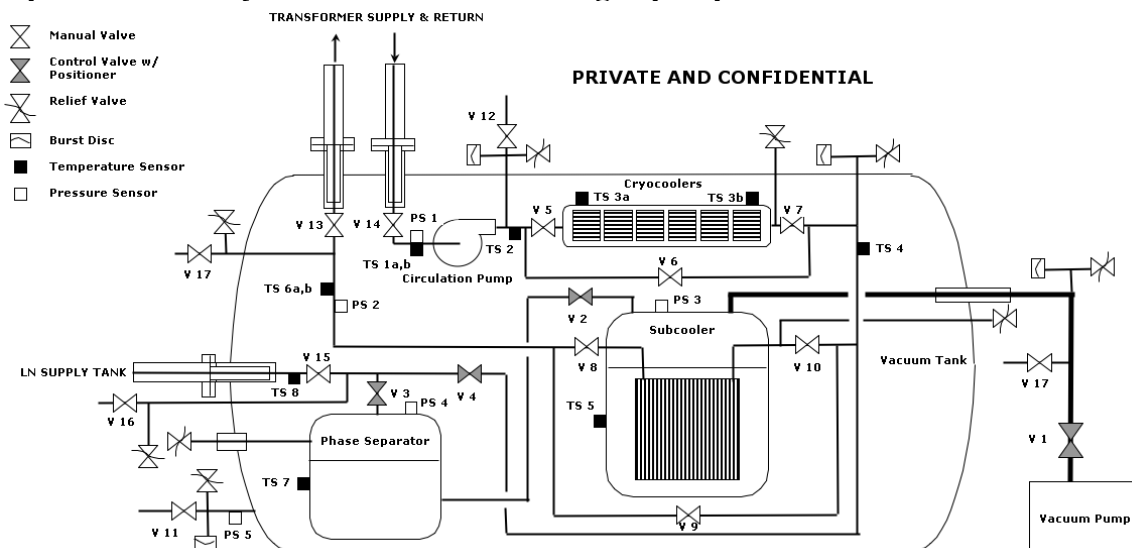 TRANSFORMER SUPPLY & RETURN
Manual Valve
Control Valve w/
Positioner
Relief Valve
Burst Disc
Temperature Sensor
Pressure Sensor
PRIVATE AND CONFIDENTIAL
V 12
Cryocoolers
TS 3a
TS 3b
V 13
V 14
PS 1
V 5
V 7
TS 2
TS 4
TS 1a,b
Circulation Pump
V 6
V 17
TS 6a,b
PS 2
V 2
PS 3
Subcooler
V 8
V 10
Vacuum Tank
V 15
LN SUPPLY TANK
TS 8
V 3
V 4
V 17
V 16
PS 4
TS 5
Phase Separator
V 1
TS 7
V 11
PS 5
V 9
Vacuum Pump